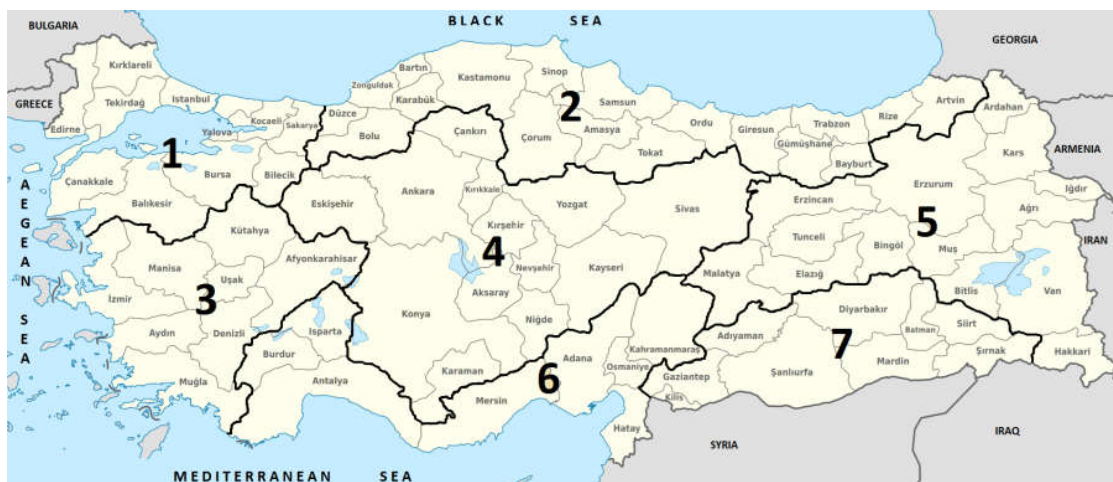 BLACK SEA
BULGARIA
GEORGIA
GREECE
ARMENIA
IRAN
AEGEAN SEA
MEDITERRANEAN SEA
SYRIA
IRAQ
Kırklareli
Tekirdağ
Istanbul
Edirne
Kocaeli
Yalova
Sakarya
1
Çanakkale
Bursa
Bilecik
Balıkesir
Bartın
Kastamonu
Sinop
Zonguldak
Karabük
Düzce
Bolu
Çankırı
2
Samsun
Çorum
Amasya
Ordu
Tokat
Giresun
Trabzon
Rize
Artvin
Gümüşhane
Bayburt
Kütahya
Manisa
Uşak
Afyonkarahisar
İzmir
3
Aydın
Denizli
Muğla
Eskişehir
Ankara
Kırıkkale
Yozgat
Sivas
Kırşehir
4
Nevşehir
Kayseri
Aksaray
Konya
Niğde
Karaman
Ardahan
Kars
Erzurum
Iğdır
Ağrı
Erzincan
5
Tunceli
Bingöl
Muş
Elazığ
Malatya
Bitlis
Van
Hakkari
Isparta
Burdur
Antalya
Mersin
6
Adana
Osmaniye
Kahramanmaraş
Hatay
Adıyaman
Diyarbakır
Batman
Siirt
Şırnak
7
Mardin
Şanlıurfa
Gaziantep
Kilis